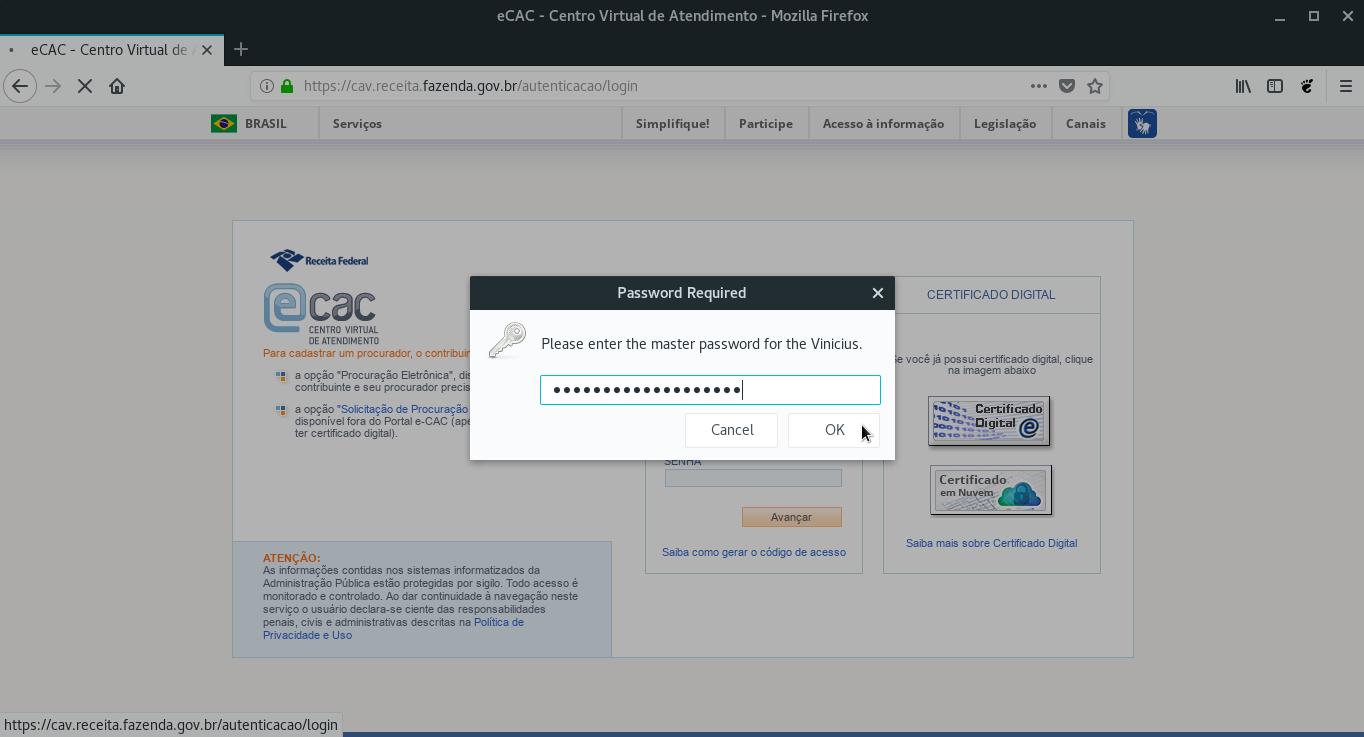 eCAC - Centro Virtual de Atendimento - Mozilla Firefox
eCAC - Centro Virtual de
https://cav.receita.fazenda.gov.br/autenticacao/login
BRASIL
Serviços
Simplifique!
Participe
Acesso à informação
Legislação
Canais
Receita Federal
ecac
CENTRO VIRTUAL
DE ATENDIMENTO
Para cadastrar um procurador, o contribuin
a opção "Procuração Eletrônica", dis
contribuinte e seu procurador precis
a opção "Solicitação de Procuração
disponível fora do Portal e-CAC (ape
ter certificado digital).
ATENÇÃO:
As informações contidas nos sistemas informatizados da
Administração Pública estão protegidas por sigilo. Todo acesso é
monitorado e controlado. Ao dar continuidade à navegação neste
serviço o usuário declara-se ciente das responsabilidades
penais, civis e administrativas descritas na Política de
Privacidade e Uso
Password Required
Please enter the master password for the Vinicius.
Cancel
OK
SENHA
Avançar
Saiba como gerar o código de acesso
CERTIFICADO DIGITAL
Se você já possui certificado digital, clique
na imagem abaixo
Certificado
Digital
Certificado
em Nuvem
Saiba mais sobre Certificado Digital
https://cav.receita.fazenda.gov.br/autenticacao/login